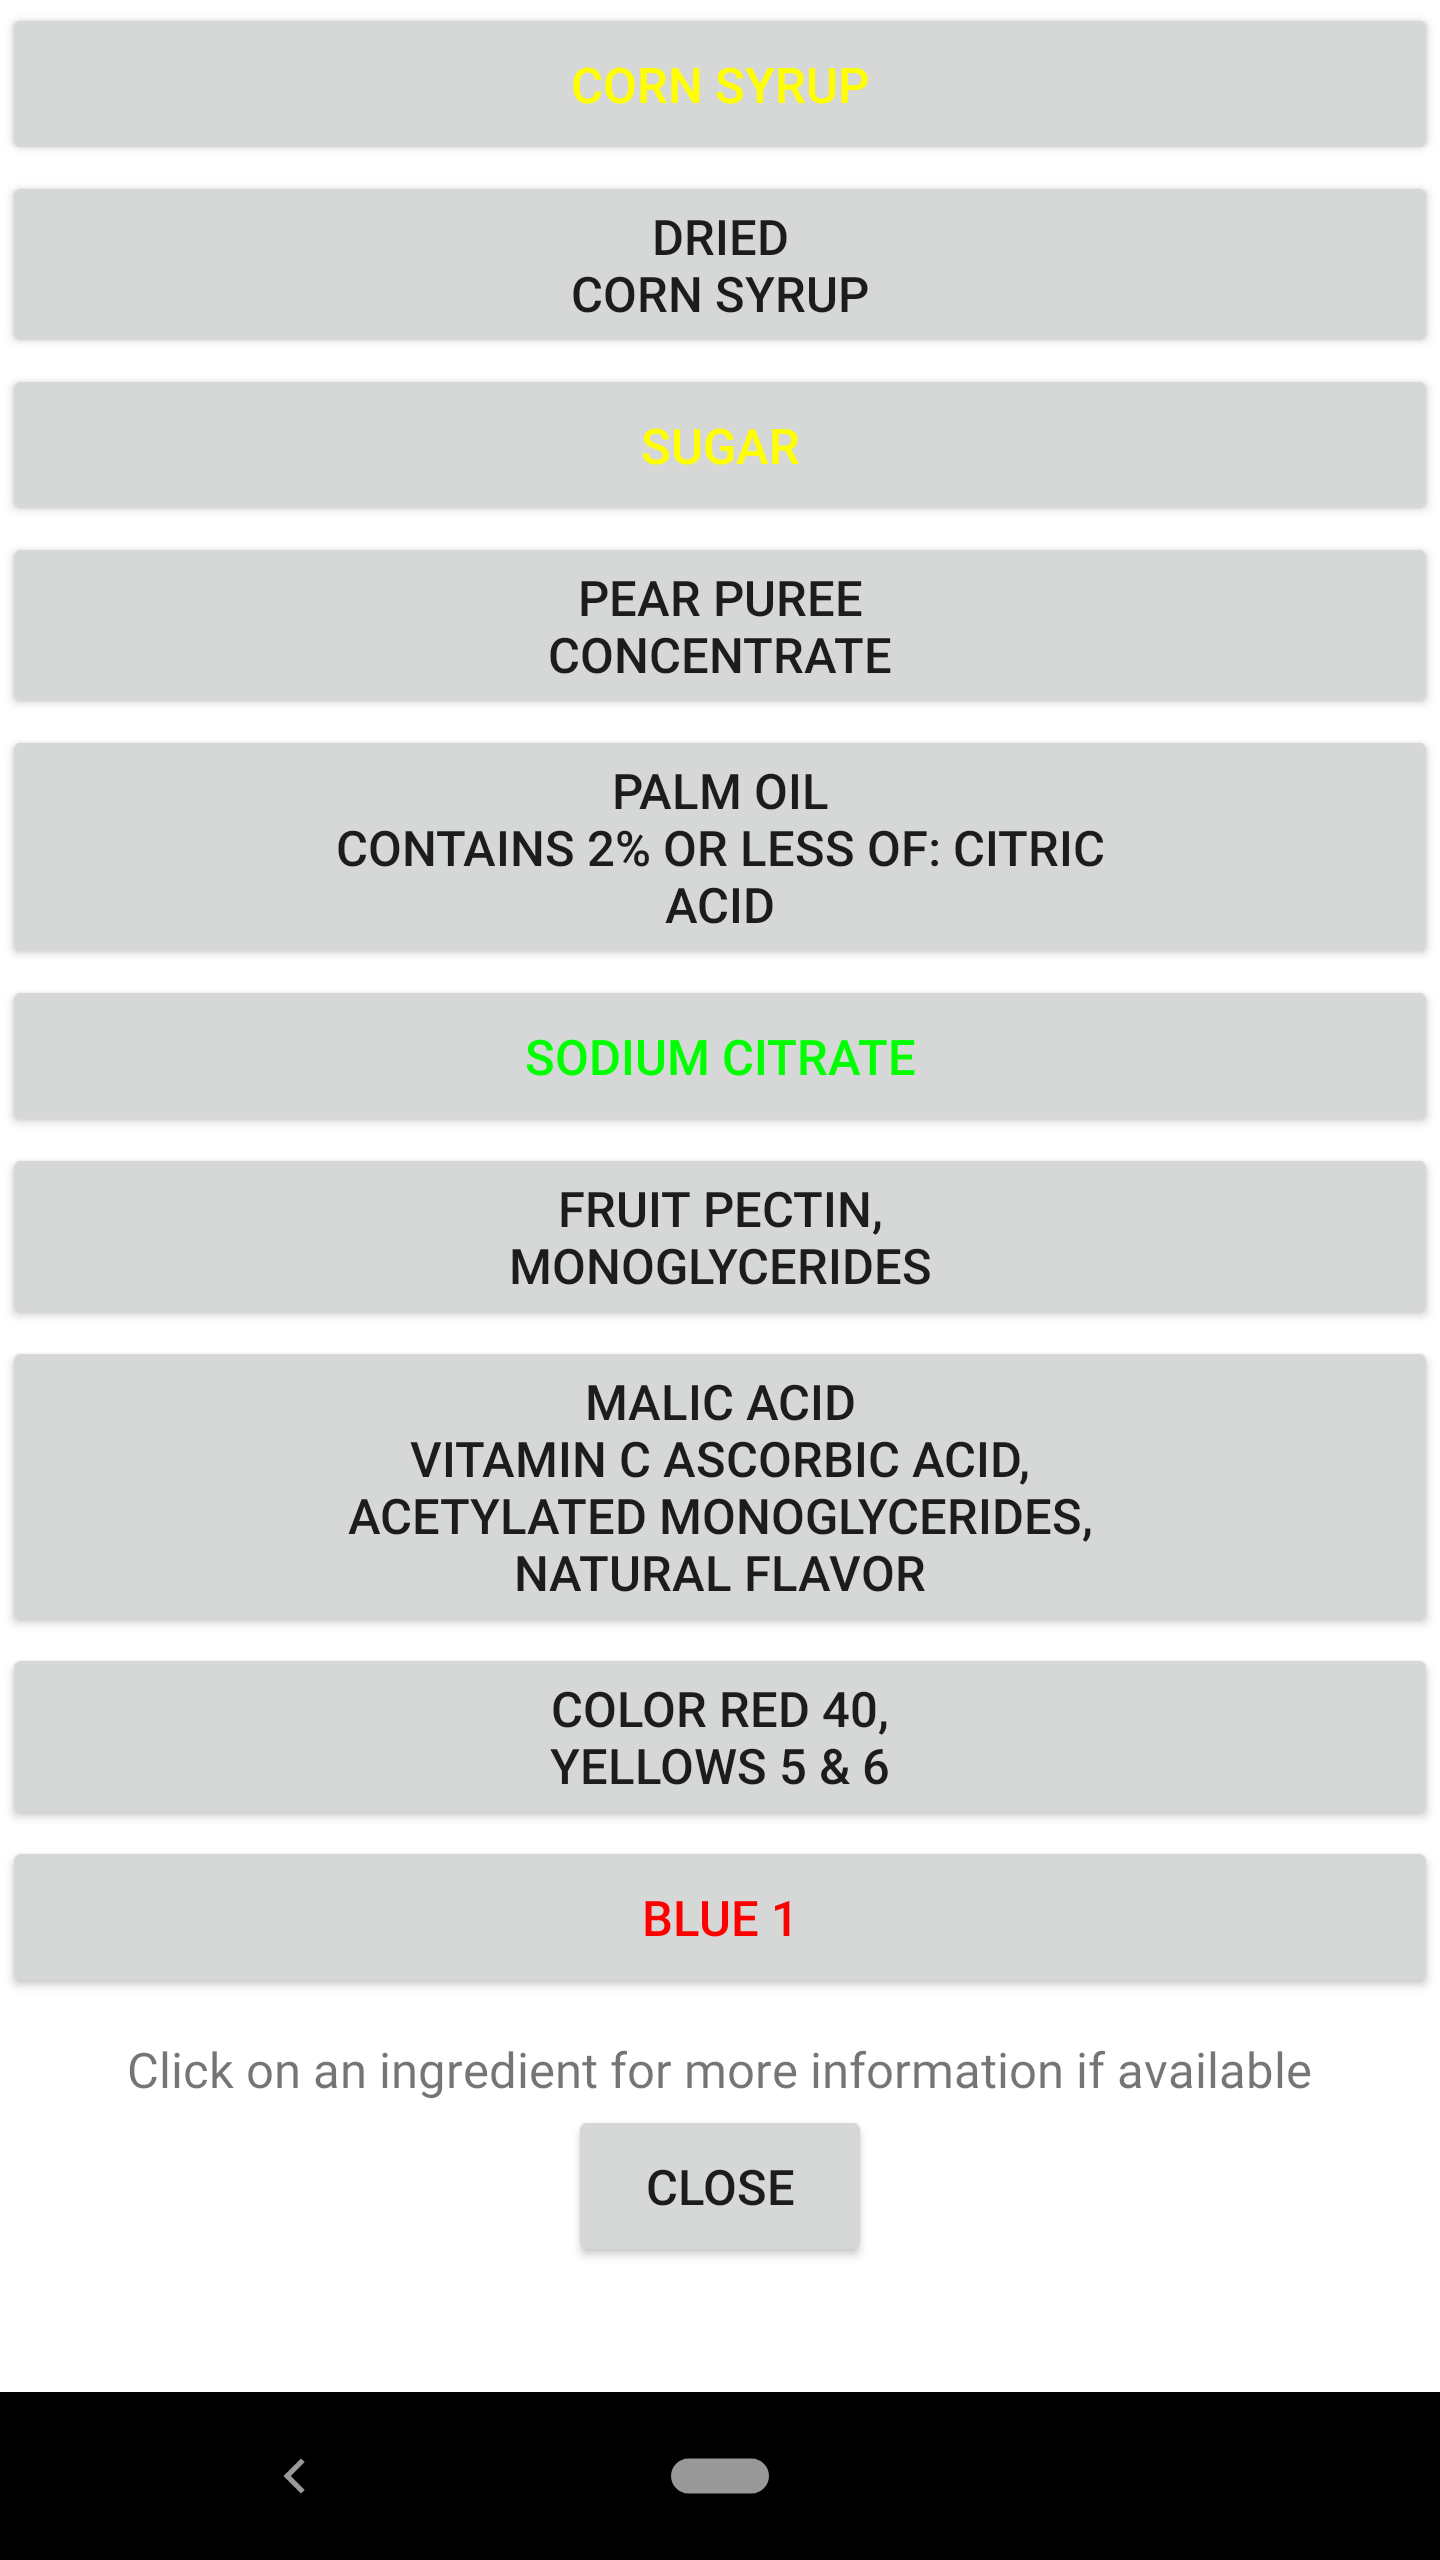 CORN SYRUP
DRIED
CORN SYRUP
SUGAR
PEAR PUREE
CONCENTRATE
PALM OIL
CONTAINS 2% OR LESS OF: CITRIC
ACID
SODIUM CITRATE
FRUIT PECTIN,
MONOGLYCERIDES
MALIC ACID
VITAMIN C ASCORBIC ACID,
ACETYLATED MONOGLYCERIDES,
NATURAL FLAVOR
COLOR RED 40,
YELLOWS 5 & 6
BLUE 1
Click on an ingredient for more information if available
CLOSE